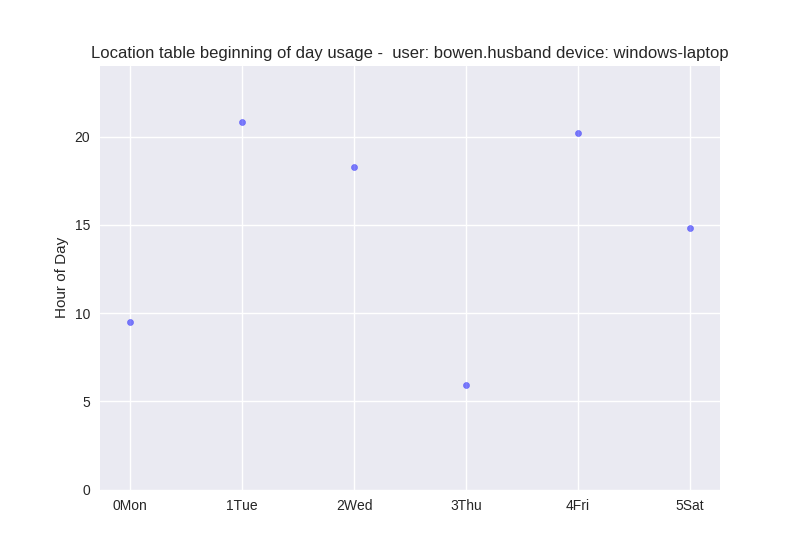 Location table beginning of day usage -  user: bowen.husband device: windows-laptop
Hour of Day
20
15
10
5
0
0Mon 1Tue 2Wed 3Thu 4Fri 5Sat